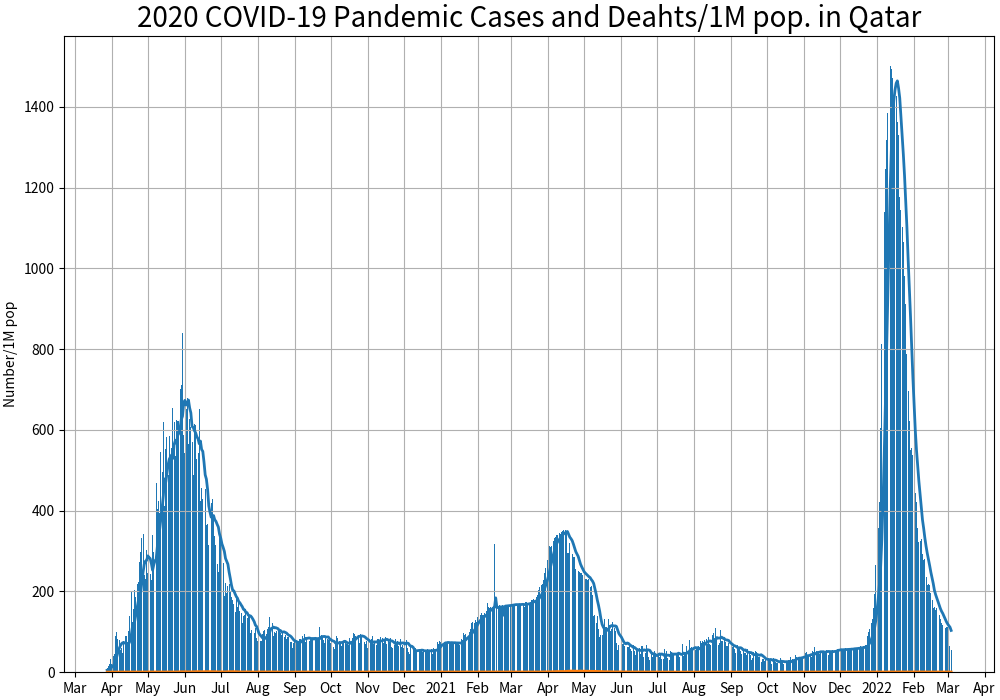 2020 COVID-19 Pandemic Cases and Deahts/1M pop. in Qatar
Number/1M pop
1400
1200
1000
800
600
400
200
0
Mar Apr May Jun Jul Aug Sep Oct Nov Dec 2021 Feb Mar Apr May Jun Jul Aug Sep Oct Nov Dec 2022 Feb Mar Apr